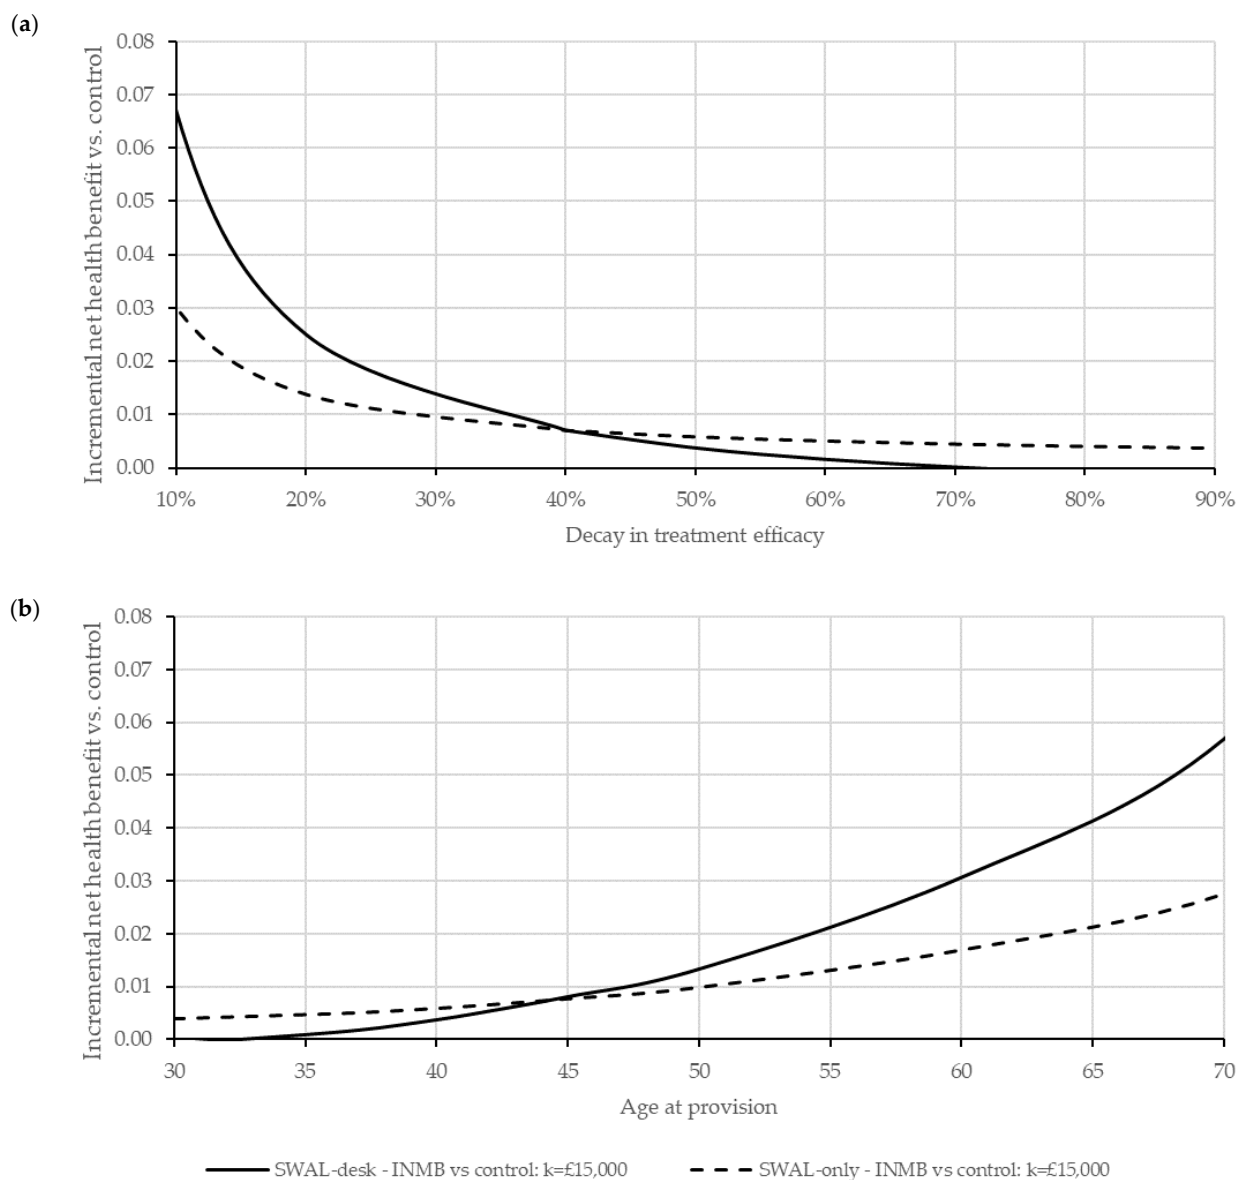 (a)
Incremental net health benefit vs. control
0.08
0.07
0.06
0.05
0.04
0.03
0.02
0.01
0.00
10% 20% 30% 40% 50% 60% 70% 80% 90%
Decay in treatment efficacy
(b)
Incremental net health benefit vs. control
0.08
0.07
0.06
0.05
0.04
0.03
0.02
0.01
0.00
30 35 40 45 50 55 60 65 70
Age at provision
SWAL-desk - INMB vs control: k=£15,000 SWAL-only - INMB vs control: k=£15,000